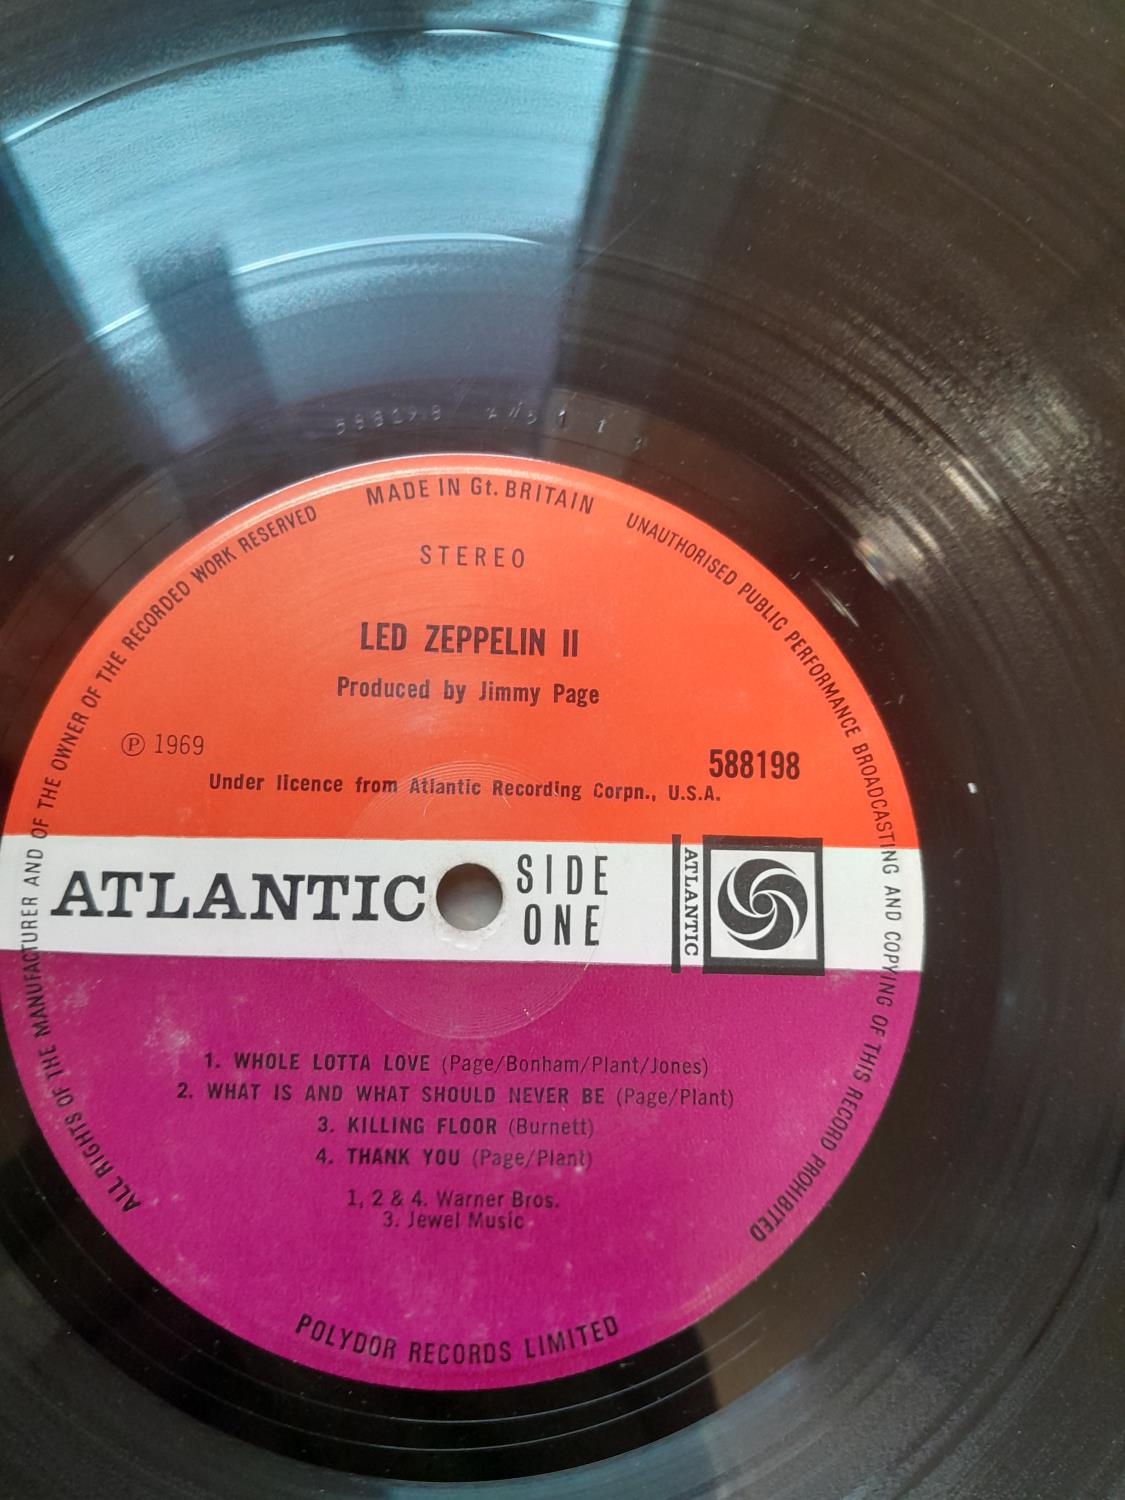 588198
MADE IN Gt. BRITAIN
UNAUTHORISED PUBLIC PERFORMANCE BROADCASTING AND COPYING OF THIS RECORD PROHIBITED
ALL RIGHTS OF THE MANUFACTURER AND OF THE OWNER OF THE RECORDED WORK RESERVED
STEREO
LED ZEPPELIN II
Produced by Jimmy Page
℗ 1969
588198
Under licence from Atlantic Recording Corpn., U.S.A.
ATLANTIC
SIDE
ONE
ATLANTIC
1. WHOLE LOTTA LOVE (Page/Bonham/Plant/Jones)
2. WHAT IS AND WHAT SHOULD NEVER BE (Page/Plant)
3. KILLING FLOOR (Burnett)
4. THANK YOU (Page/Plant)
1, 2 & 4. Warner Bros.
3. Jewel Music
POLYDOR RECORDS LIMITED